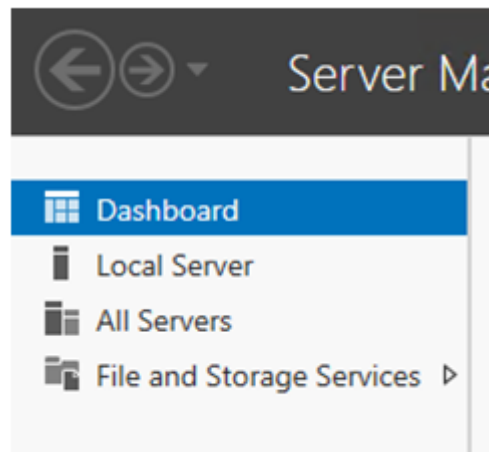 Server Ma
Dashboard
Local Server
All Servers
File and Storage Services